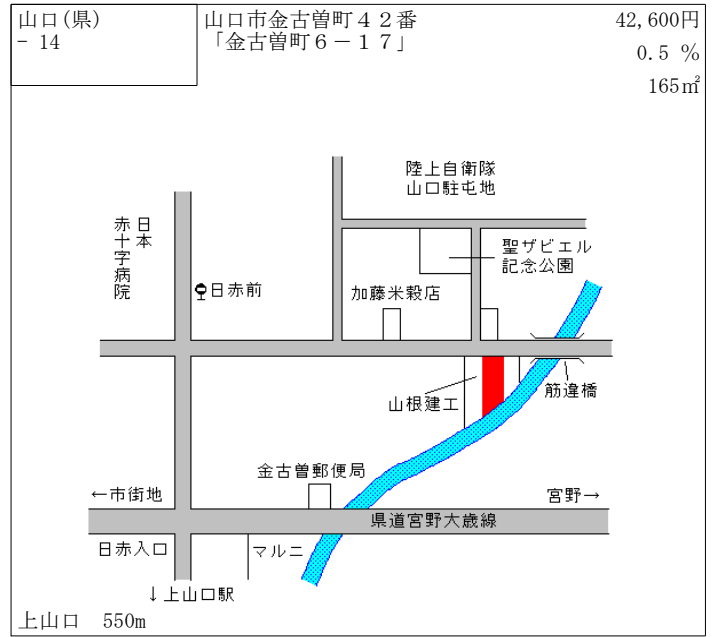 山口(県)
- 14
山口市金古曽町４２番
「金古曽町６－１７」
42,600円
0.5 %
165㎡
陸上自衛隊
山口駐屯地
日本
赤十字病院
聖ザビエル
記念公園
日赤前
加藤米穀店
山根建工
筋違橋
金古曽郵便局
←市街地
宮野→
県道宮野大歳線
日赤入口
マルニ
↓上山口駅
上山口 550m